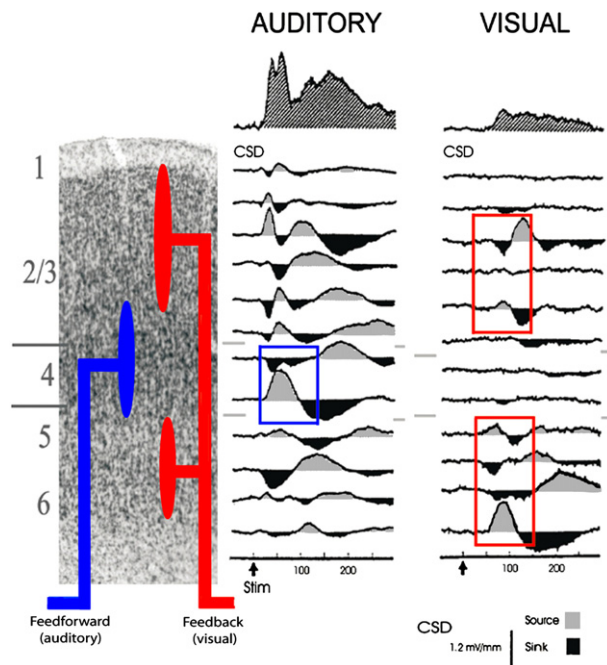 AUDITORY
VISUAL
CSD
CSD
1
2/3
4
5
6
100 200
100 200
Stim
Feedforward
(auditory)
Feedback
(visual)
CSD
1.2 mV/mm
Source
Sink